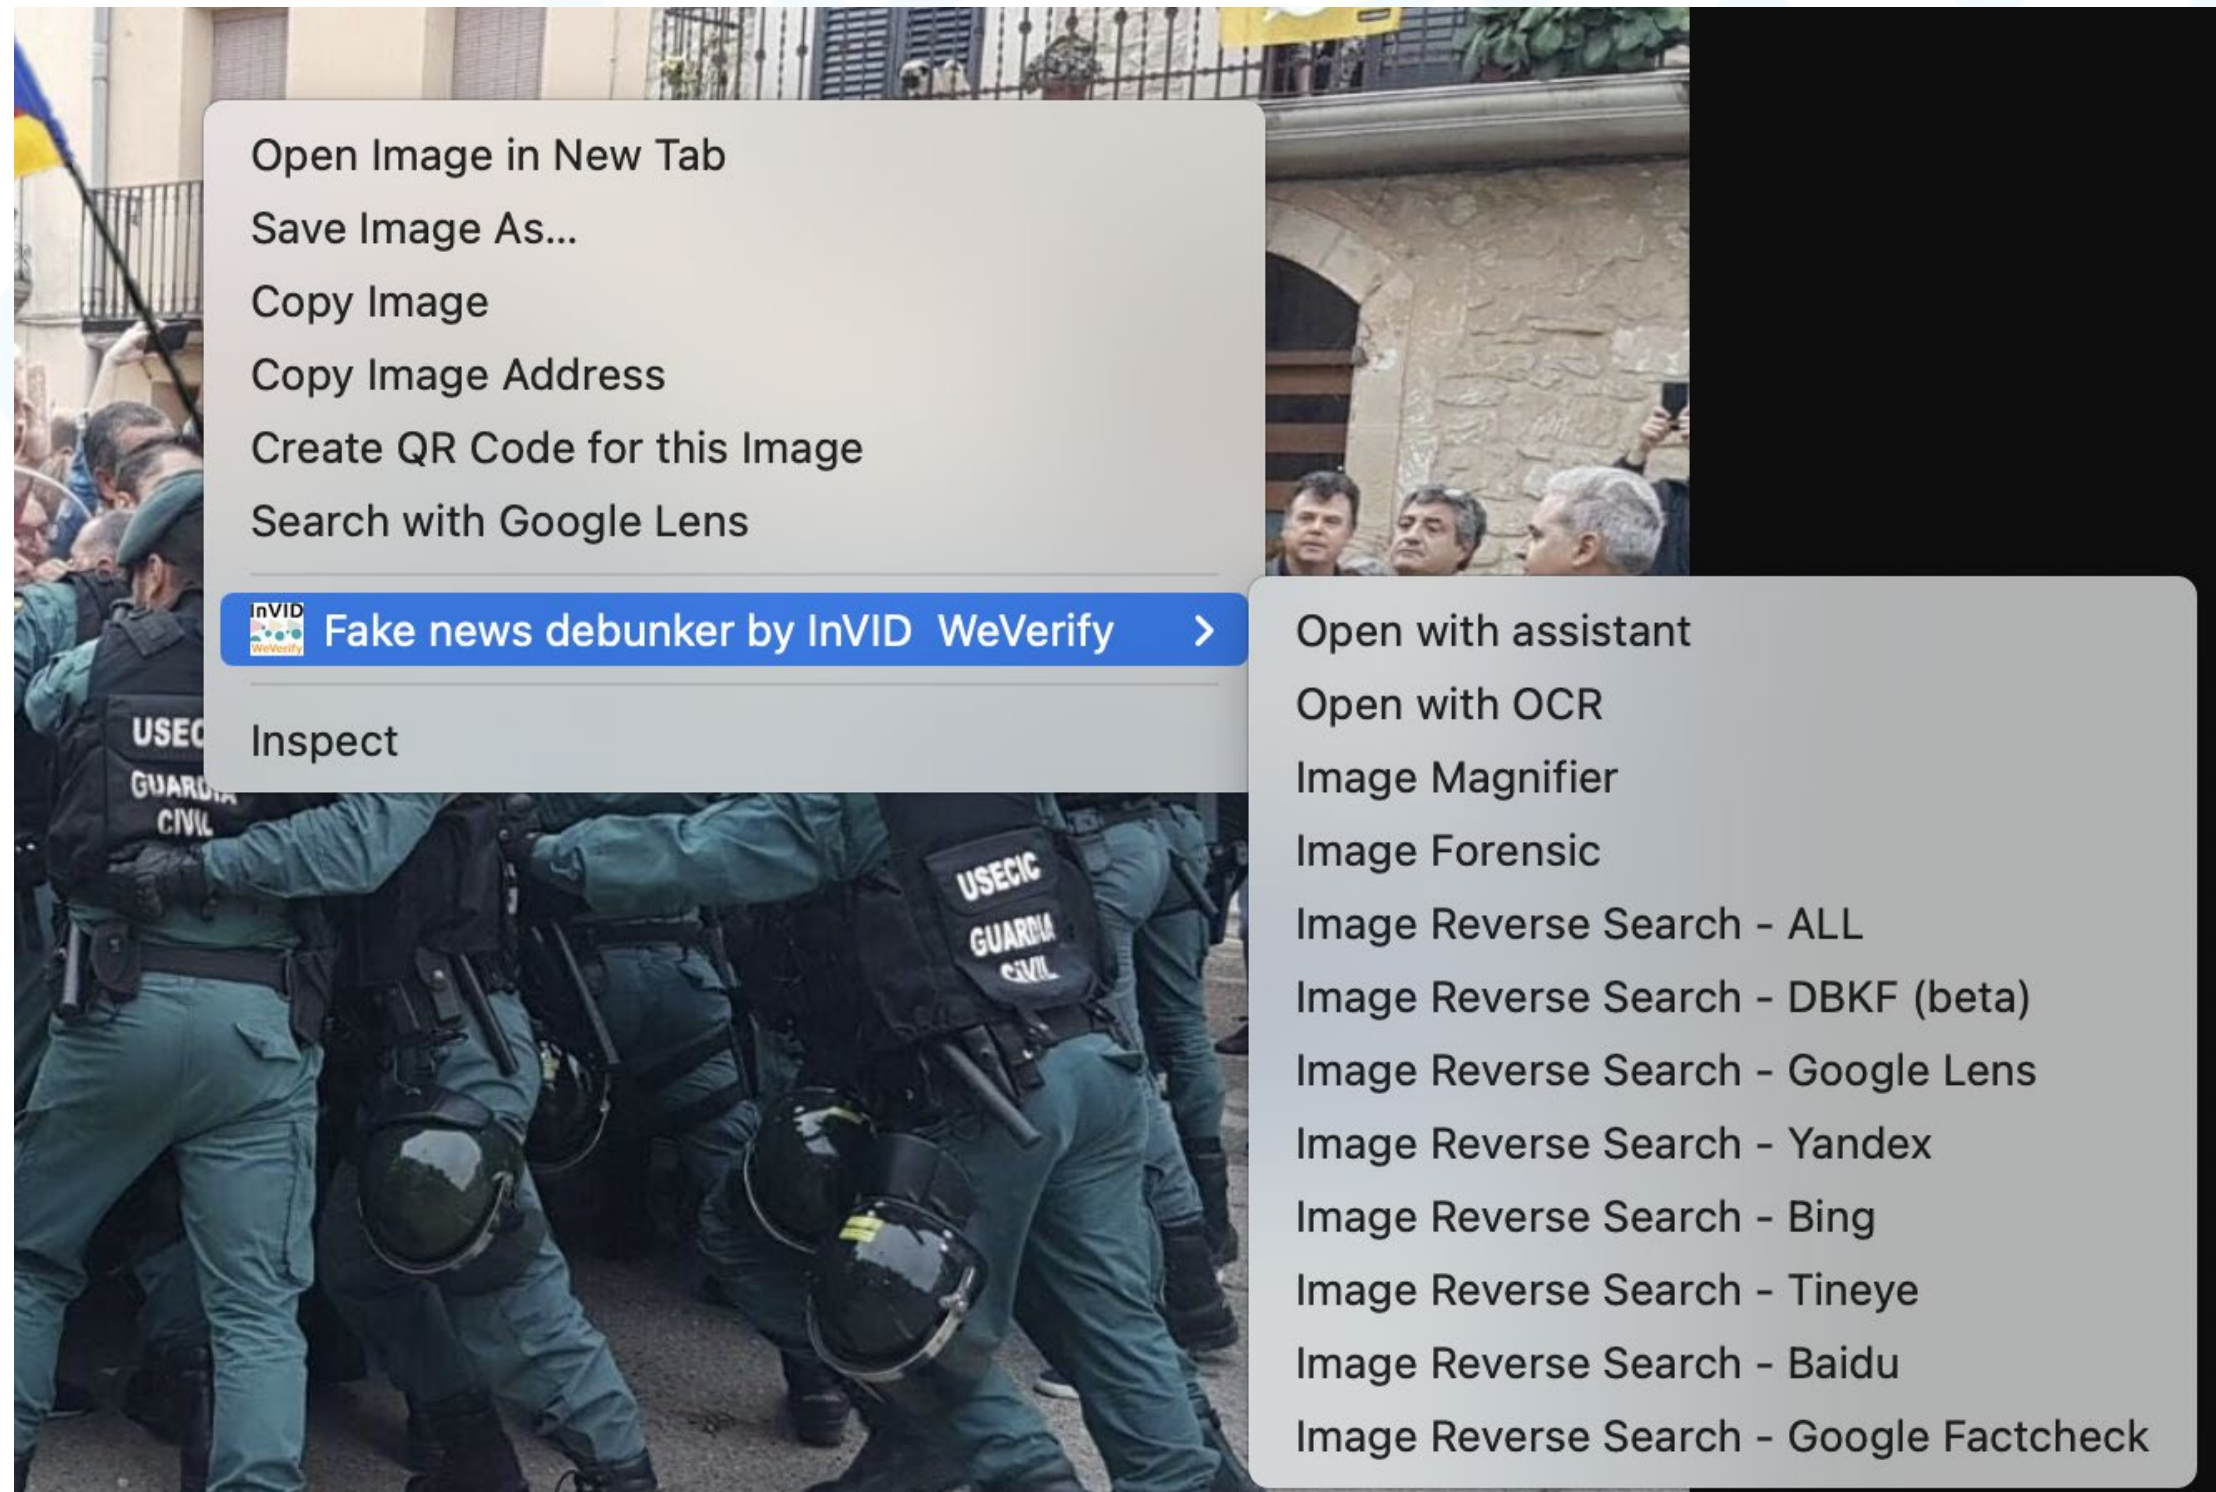 Open Image in New Tab
Save Image As...
Copy Image
Copy Image Address
Create QR Code for this Image
Search with Google Lens
InVID
WeVerify
Fake news debunker by InVID  WeVerify
Inspect
Open with assistant
Open with OCR
Image Magnifier
Image Forensic
Image Reverse Search - ALL
Image Reverse Search - DBKF (beta)
Image Reverse Search - Google Lens
Image Reverse Search - Yandex
Image Reverse Search - Bing
Image Reverse Search - Tineye
Image Reverse Search - Baidu
Image Reverse Search - Google Factcheck
USEC
GUARDIA
CIVIL
USECIC
GUARDIA
CIVIL